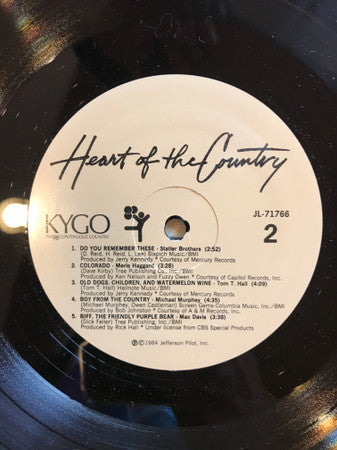 Heart of the Country
KYGO
CONTINUOUS COUNTRY
JL-71766
2
1. DO YOU REMEMBER THESE - Statler Brothers (2:52)
(D. Reid, H. Reid, L. Lee) Slapich Music/BMI
Produced by Jerry Kennedy * Courtesy of Mercury Records
2. COLORADO - Merle Haggard (3:28)
(Dave Kirby) Tree Publishing Co., Inc./BMI
Produced by Ken Nelson and Fuzzy Owen * Courtesy of Capitol Records, Inc.
3. OLD DOGS, CHILDREN, AND WATERMELON WINE - Tom T. Hall (4:09)
(Tom T. Hall) Hallnote Music/BMI
Produced by Jerry Kennedy * Courtesy of Mercury Records
4. BOY FROM THE COUNTRY - Michael Murphey (4:35)
(Michael Murphey, Owen Castleman) Screen Gems-Columbia Music, Inc./BMI
Produced by Bob Johnston * Courtesy of A & M Records, Inc.
5. BIFF, THE FRIENDLY PURPLE BEAR - Mac Davis (3:38)
(Dick Feller) Tree Publishing Co., Inc./BMI
Produced by Rick Hall * Under license from CBS Special Products
℗©1984 Jefferson Pilot, Inc.